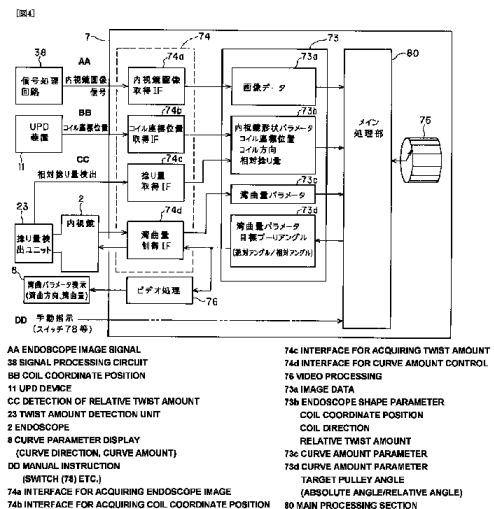 [図4]
7
38
信号処理
回路
AA
内視鏡画像
信号
74
74a
内視鏡画像
取得IF
73
73a
画像データ
80
メイン
処理部
75
UPD
装置
11
BB
コイル座標位置
74b
コイル座標位置
取得IF
73b
内視鏡形状パラメータ
コイル座標位置
コイル方向
相対捻り量
CC
相対捻り量検出
74c
捻り量
取得IF
73c
湾曲量パラメータ
23
捻り量検
出ユニット
2
内視鏡
74d
湾曲量
制御IF
73d
湾曲量パラメータ
目標プーリアングル
(絶対アングル/相対アングル)
8
湾曲パラメータ表示
(湾曲方向,湾曲量)
ビデオ処理
76
DD 手動指示
(スイッチ78等)
AA ENDOSCOPE IMAGE SIGNAL
38 SIGNAL PROCESSING CIRCUIT
BB COIL COORDINATE POSITION
11 UPD DEVICE
CC DETECTION OF RELATIVE TWIST AMOUNT
23 TWIST AMOUNT DETECTION UNIT
2 ENDOSCOPE
8 CURVE PARAMETER DISPLAY
(CURVE DIRECTION, CURVE AMOUNT)
DD MANUAL INSTRUCTION
(SWITCH (78) ETC.)
74a INTERFACE FOR ACQUIRING ENDOSCOPE IMAGE
74b INTERFACE FOR ACQUIRING COIL COORDINATE POSITION
74c INTERFACE FOR ACQUIRING TWIST AMOUNT
74d INTERFACE FOR CURVE AMOUNT CONTROL
76 VIDEO PROCESSING
73a IMAGE DATA
73b ENDOSCOPE SHAPE PARAMETER
COIL COORDINATE POSITION
COIL DIRECTION
RELATIVE TWIST AMOUNT
73c CURVE AMOUNT PARAMETER
73d CURVE AMOUNT PARAMETER
TARGET PULLEY ANGLE
(ABSOLUTE ANGLE/RELATIVE ANGLE)
80 MAIN PROCESSING SECTION